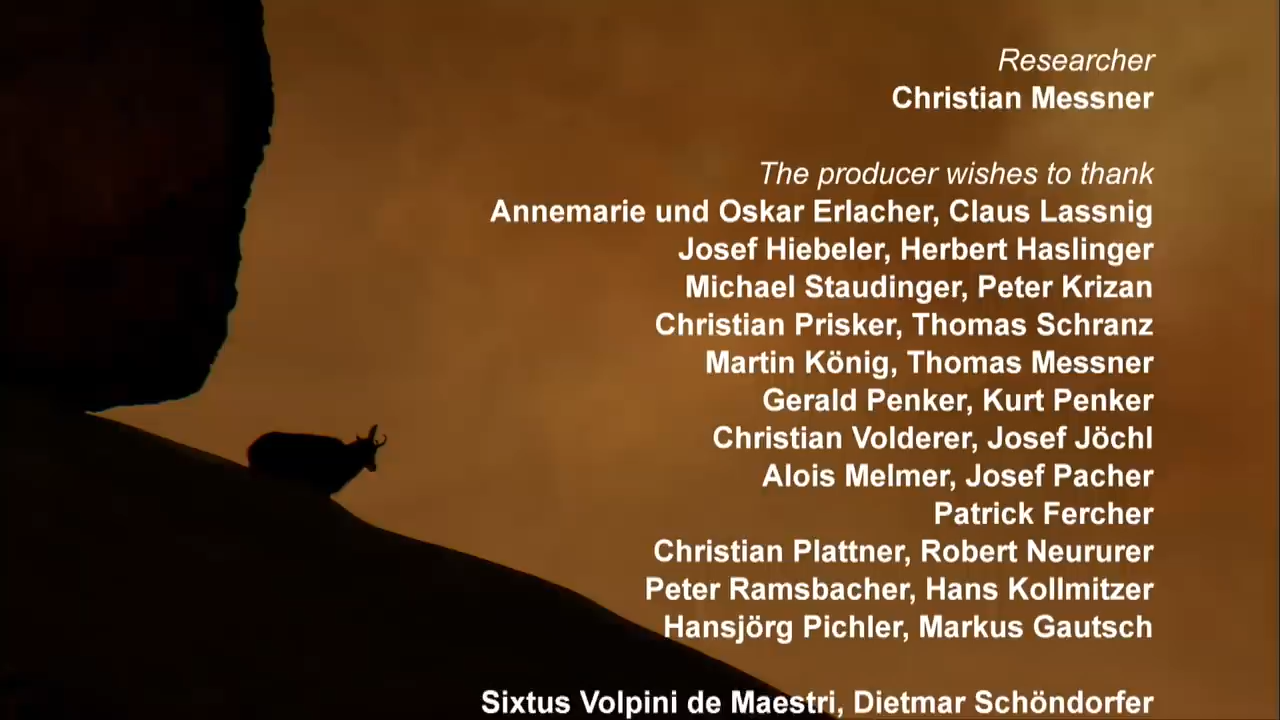 Researcher
Christian Messner
The producer wishes to thank
Annemarie und Oskar Erlacher, Claus Lassnig
Josef Hiebeler, Herbert Haslinger
Michael Staudinger, Peter Krizan
Christian Prisker, Thomas Schranz
Martin König, Thomas Messner
Gerald Penker, Kurt Penker
Christian Volderer, Josef Jöchl
Alois Melmer, Josef Pacher
Patrick Fercher
Christian Plattner, Robert Neururer
Peter Ramsbacher, Hans Kollmitzer
Hansjörg Pichler, Markus Gautsch
Sixtus Volpini de Maestri, Dietmar Schöndorfer